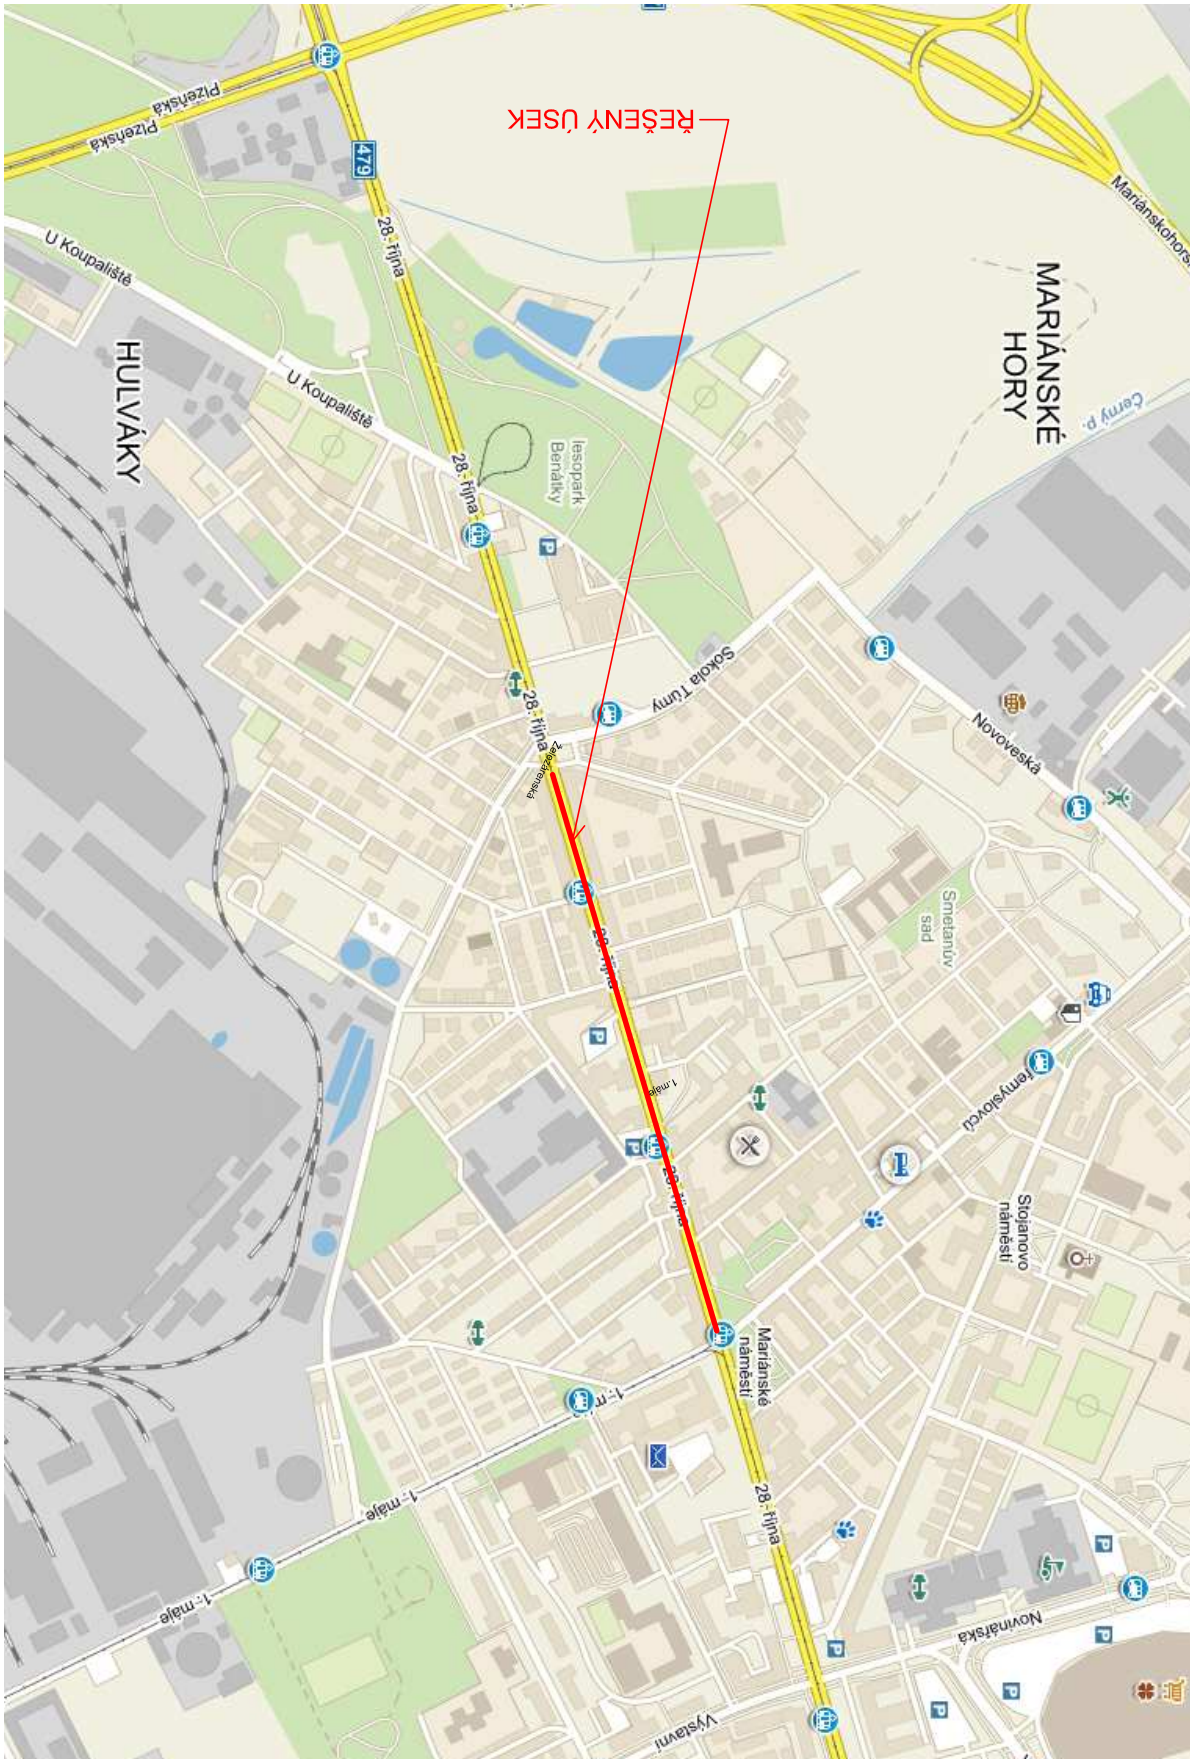 Plzeňská
Plzeňská
479
ŘEŠENÝ ÚSEK
Mariánskohorsk
28. října
U Koupaliště
MARIÁNSKÉ
HORY
HULVÁKY
U Koupaliště
Černý p.
28. října
lesopark
Benátky
P
Sokola Tůmy
28. října
Železárenská
Novoveská
Smetanův
sad
28. října
P
1.máje
řemyslovců
P
28. října
Stojanovo
náměstí
Mariánské
náměstí
1. máje
28. října
1. máje
P
1. máje
P
Novinářská
P
P
P
Výstavní